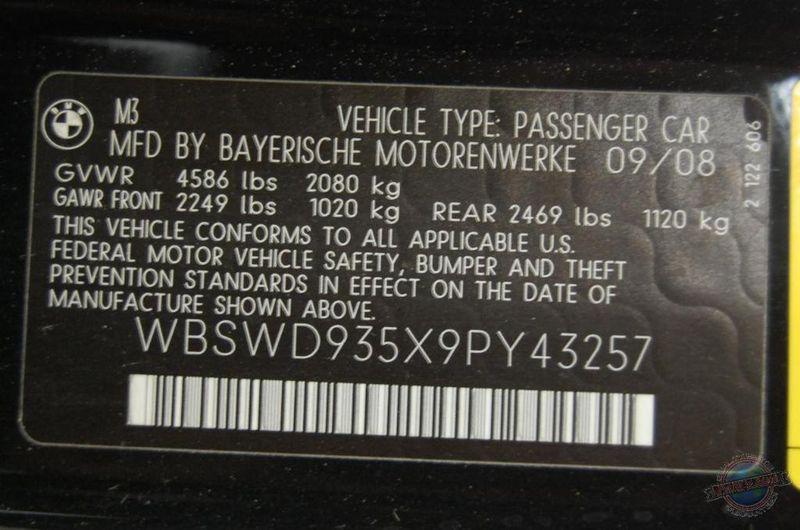 BMW
M3 VEHICLE TYPE: PASSENGER CAR
MFD BY BAYERISCHE MOTORENWERKE 09/08
GVWR 4586 lbs 2080 kg
GAWR FRONT 2249 lbs 1020 kg REAR 2469 lbs 1120 kg
THIS VEHICLE CONFORMS TO ALL APPLICABLE U.S.
FEDERAL MOTOR VEHICLE SAFETY, BUMPER AND THEFT
PREVENTION STANDARDS IN EFFECT ON THE DATE OF
MANUFACTURE SHOWN ABOVE.
WBSWD935X9PY43257
2 122 606